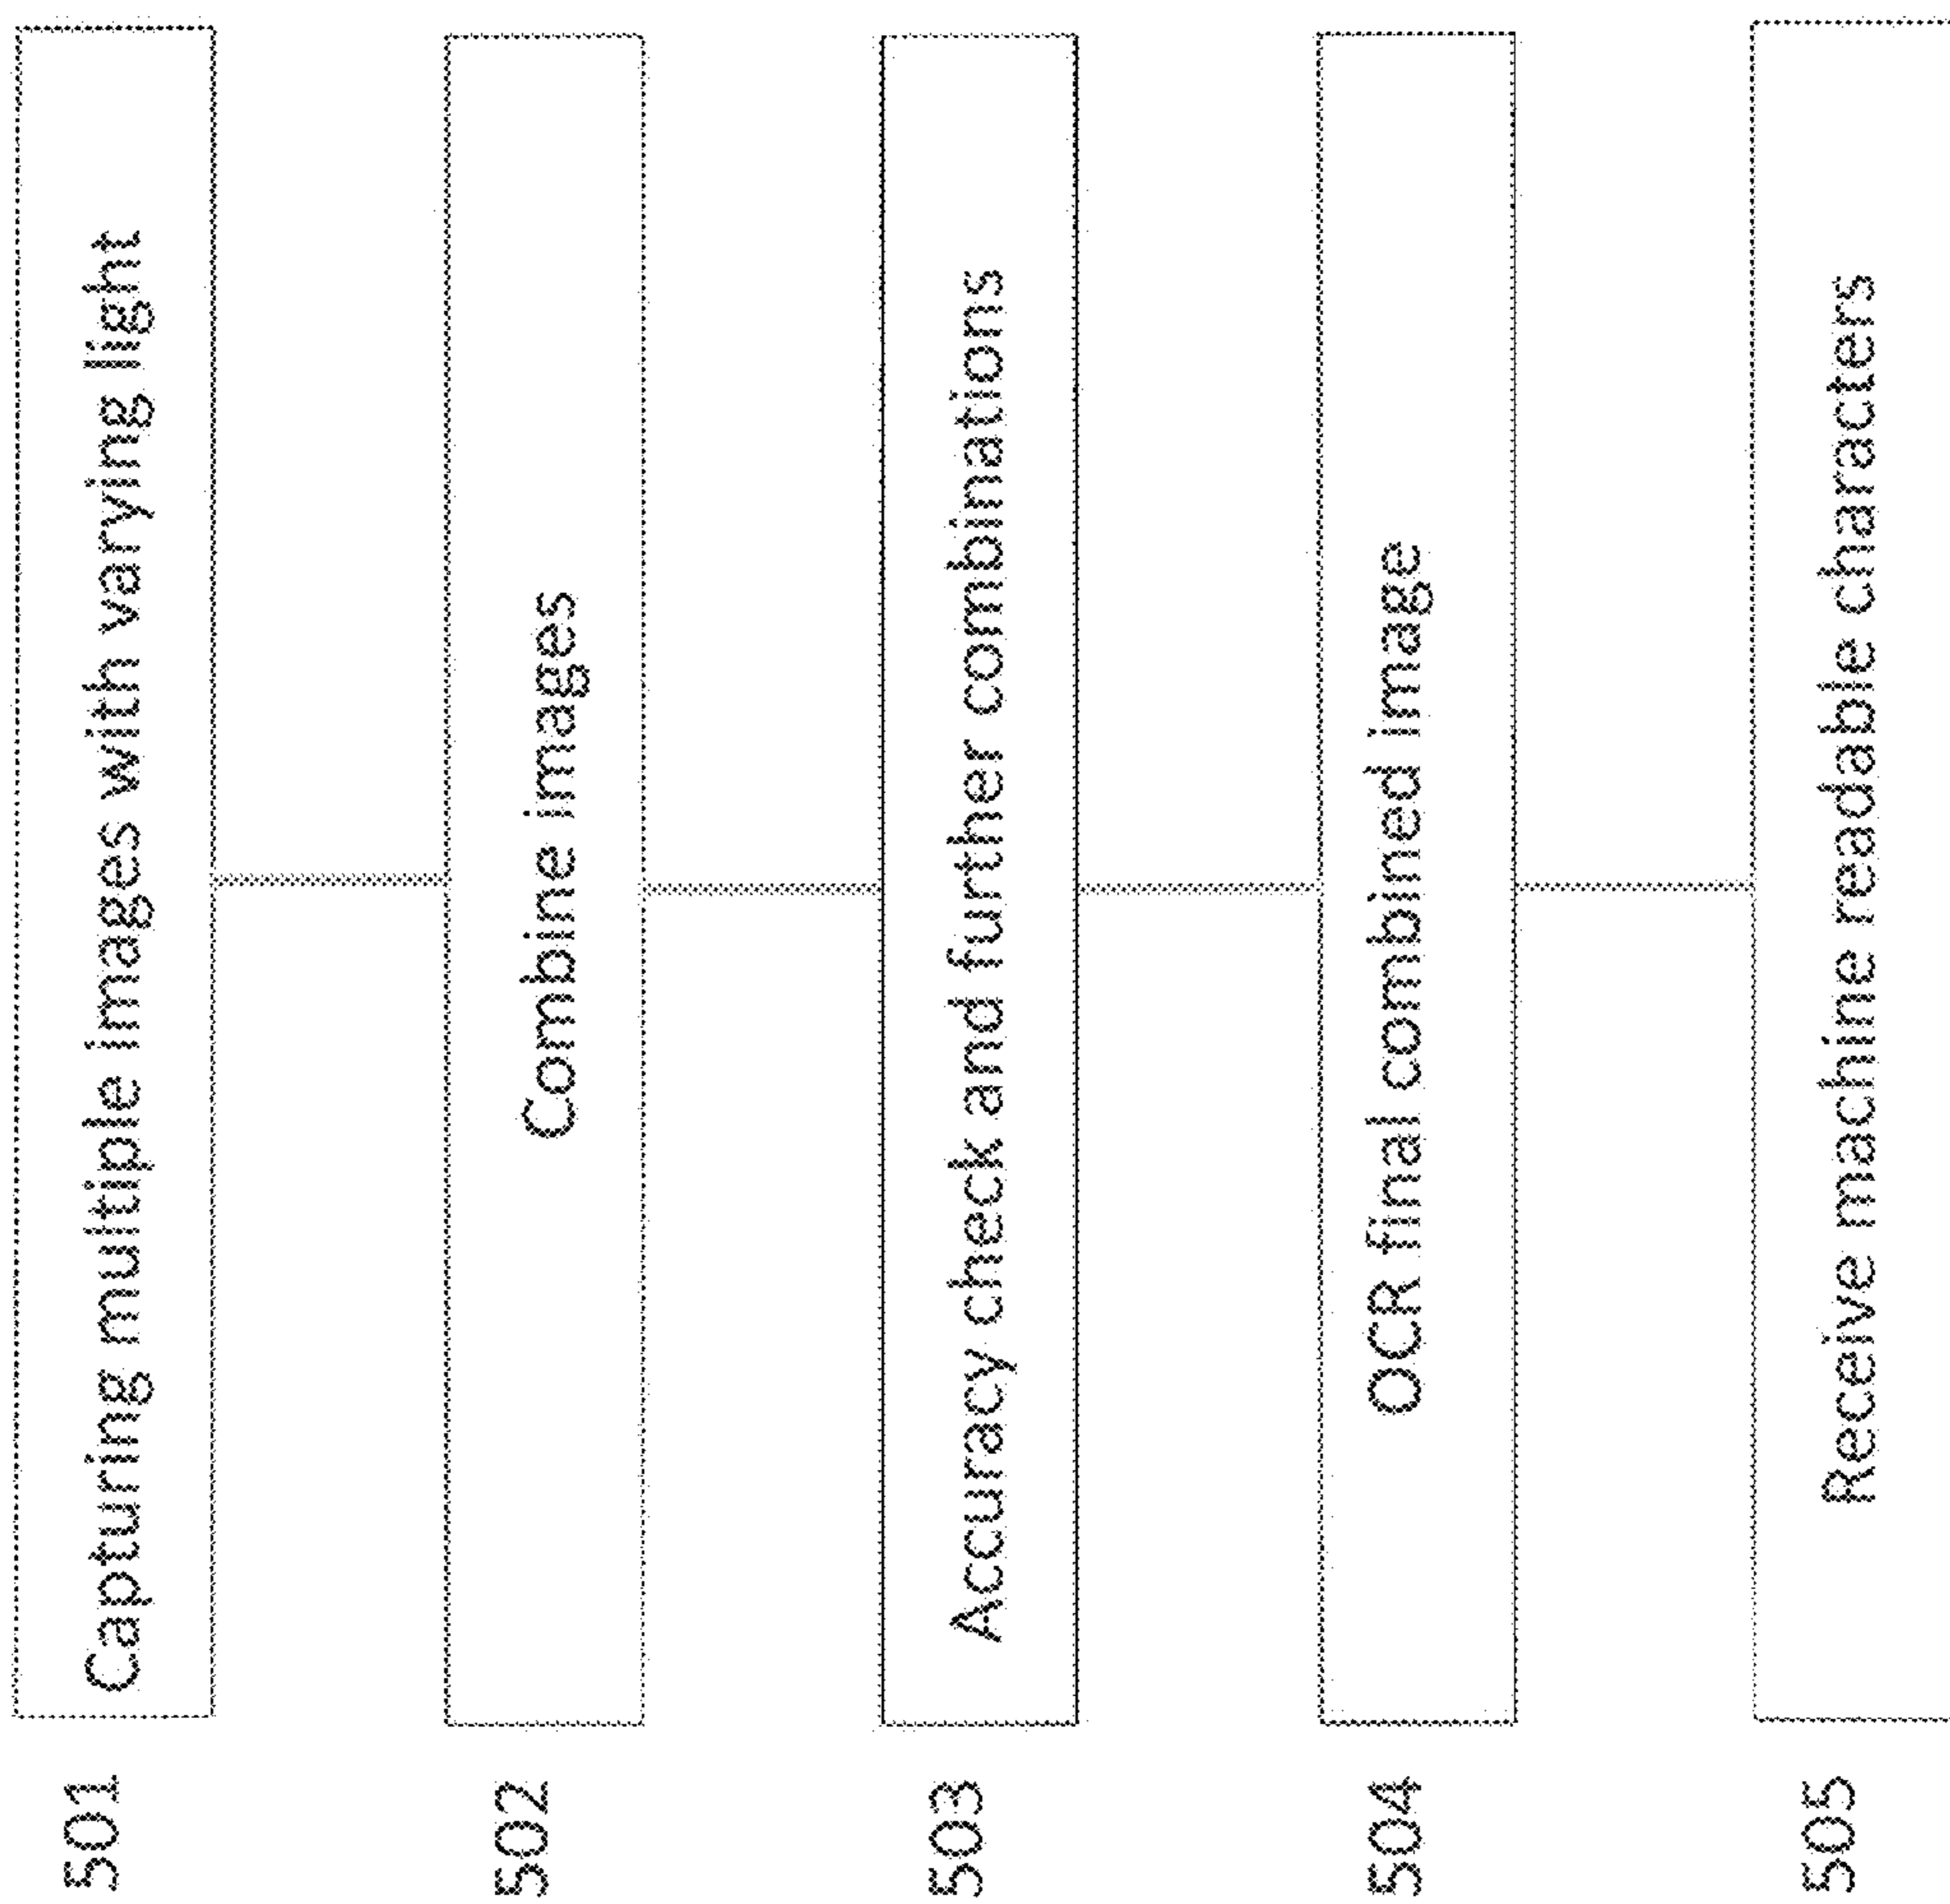 501 Capturing multiple images with varying light
502 Combine images
503 Accuracy check and further combinations
504 OCR final combined image
505 Receive machine readable characters